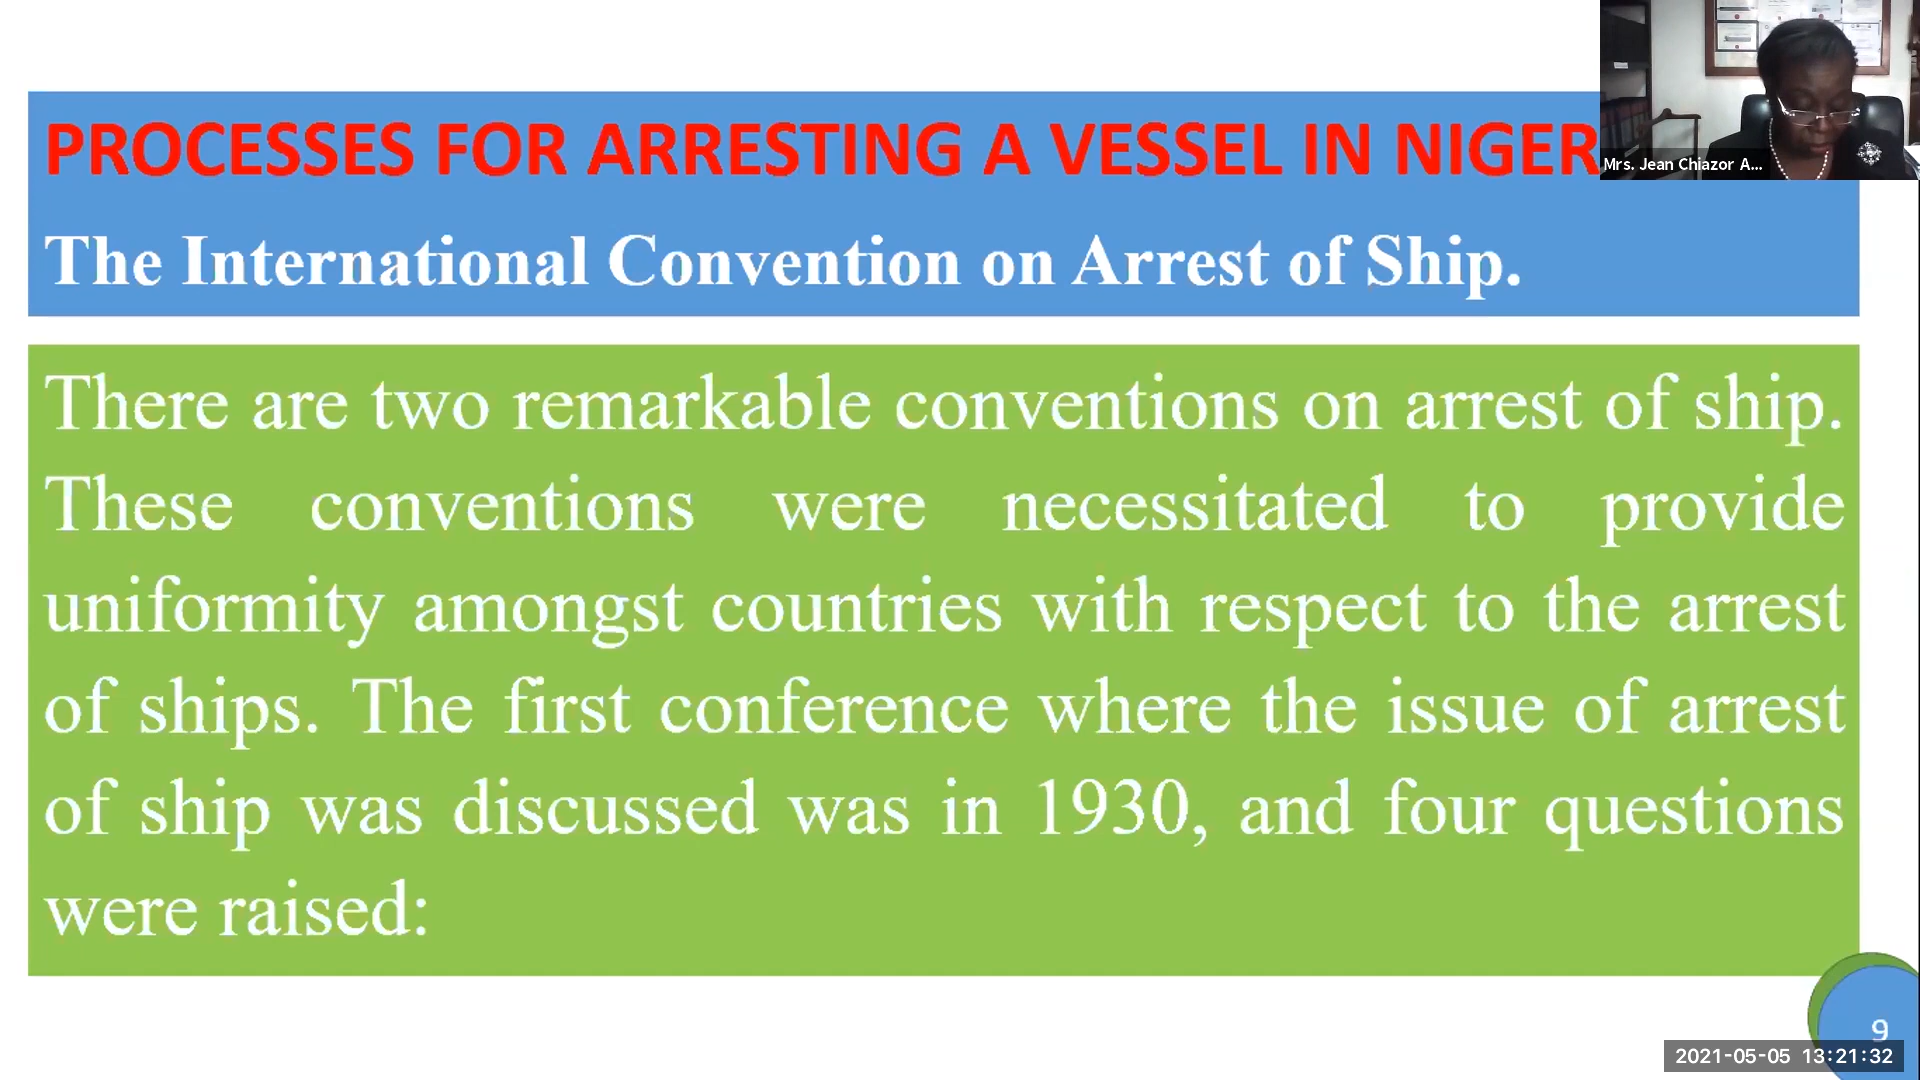 PROCESSES FOR ARRESTING A VESSEL IN NIGER
Mrs. Jean Chiazor A...
The International Convention on Arrest of Ship.
There are two remarkable conventions on arrest of ship.
These conventions were necessitated to provide
uniformity amongst countries with respect to the arrest
of ships. The first conference where the issue of arrest
of ship was discussed was in 1930, and four questions
were raised:
9
2021-05-05 13:21:32